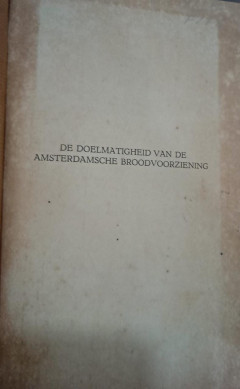 DE DOELMATIGHEID VAN DE
AMSTERDAMSCHE BROODVOORZIENING